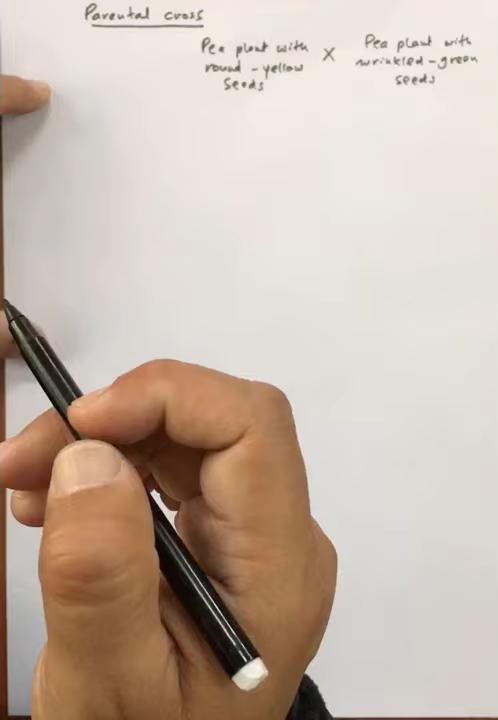 Parental cross
Pea plant with
round - yellow
seeds
X
Pea plant with
wrinkled - green
seeds